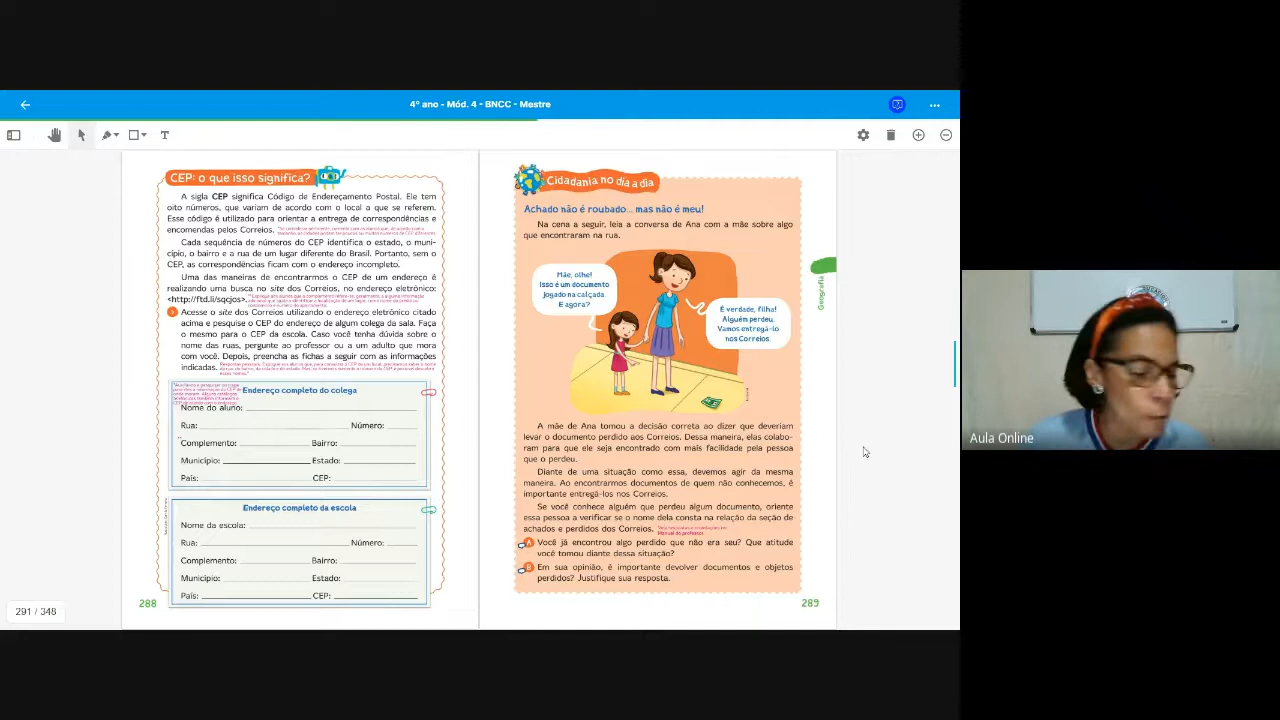 4º ano - Mód. 4 - BNCC - Mestre
T
CEP: o que isso significa?
A sigla CEP significa Código de Endereçamento Postal. Ele tem
oito números, que variam de acordo com o local a que se referem.
Esse código é utilizado para orientar a entrega de correspondências e
encomendas pelos Correios.
Cada sequência de números do CEP identifica o estado, o muni-
cípio, o bairro e a rua de um lugar diferente do Brasil. Portanto, sem o
CEP, as correspondências ficam com o endereço incompleto.
Uma das maneiras de encontrarmos o CEP de um endereço é
realizando uma busca no site dos Correios, no endereço eletrônico:
<http://ftd.li/sqcjos>.
Acesse o site dos Correios utilizando o endereço eletrônico citado
acima e pesquise o CEP do endereço de algum colega da sala. Faça
o mesmo para o CEP da escola. Caso você tenha dúvida sobre o
nome das ruas, pergunte ao professor ou a um adulto que mora
com você. Depois, preencha as fichas a seguir com as informações
indicadas.
Endereço completo do colega
Nome do aluno:
Rua: Número:
Complemento: Bairro:
Município: Estado:
País: CEP:
Endereço completo da escola
Nome da escola:
Rua: Número:
Complemento: Bairro:
Município: Estado:
País: CEP:
288
291 / 348
Cidadania no dia a dia
Achado não é roubado... mas não é meu!
Na cena a seguir, leia a conversa de Ana com a mãe sobre algo
que encontraram na rua.
Mãe, olhe!
Isso é um documento
jogado na calçada.
E agora?
É verdade, filha!
Alguém perdeu.
Vamos entregá-lo
nos Correios.
A mãe de Ana tomou a decisão correta ao dizer que deveriam
levar o documento perdido aos Correios. Dessa maneira, elas colabo-
ram para que ele seja encontrado com mais facilidade pela pessoa
que o perdeu.
Diante de uma situação como essa, devemos agir da mesma
maneira. Ao encontrarmos documentos de quem não conhecemos, é
importante entregá-los nos Correios.
Se você conhece alguém que perdeu algum documento, oriente
essa pessoa a verificar se o nome dela consta na relação da seção de
achados e perdidos dos Correios.
Manual do professor
A Você já encontrou algo perdido que não era seu? Que atitude
você tomou diante dessa situação?
B Em sua opinião, é importante devolver documentos e objetos
perdidos? Justifique sua resposta.
Geografia
289
Aula Online